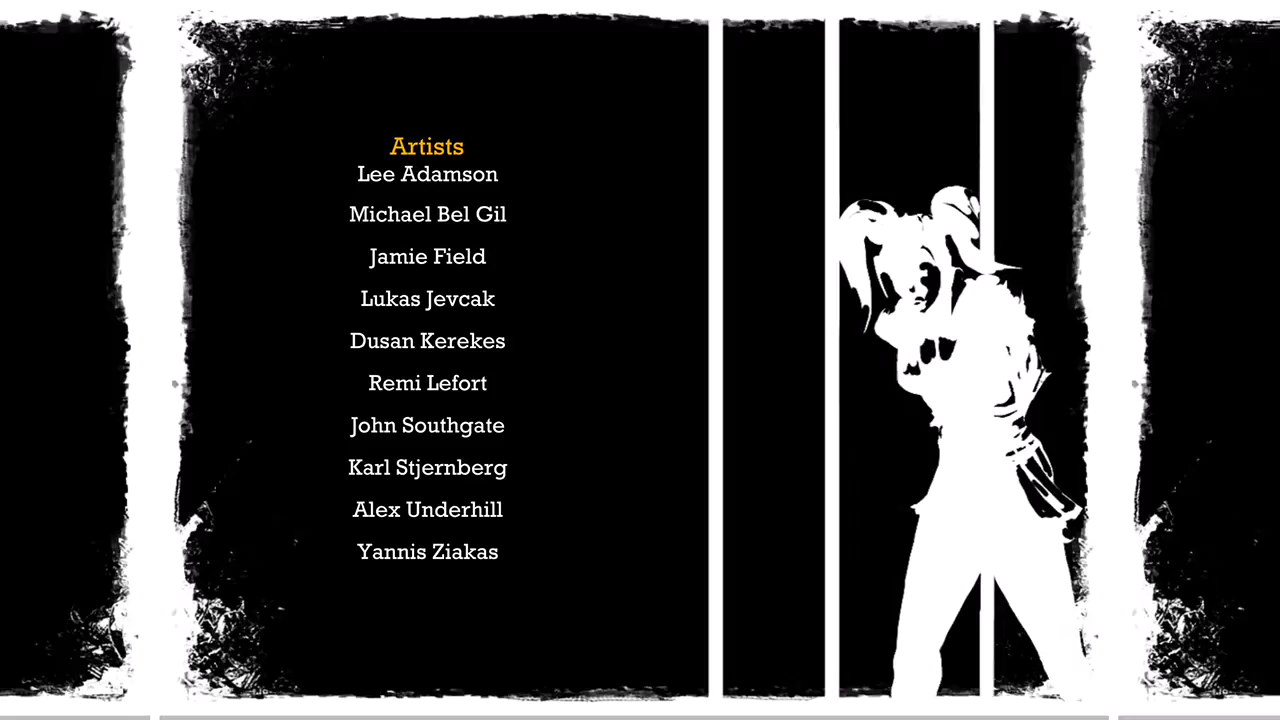 Artists
Lee Adamson
Michael Bel Gil
Jamie Field
Lukas Jevcak
Dusan Kerekes
Remi Lefort
John Southgate
Karl Stjernberg
Alex Underhill
Yannis Ziakas